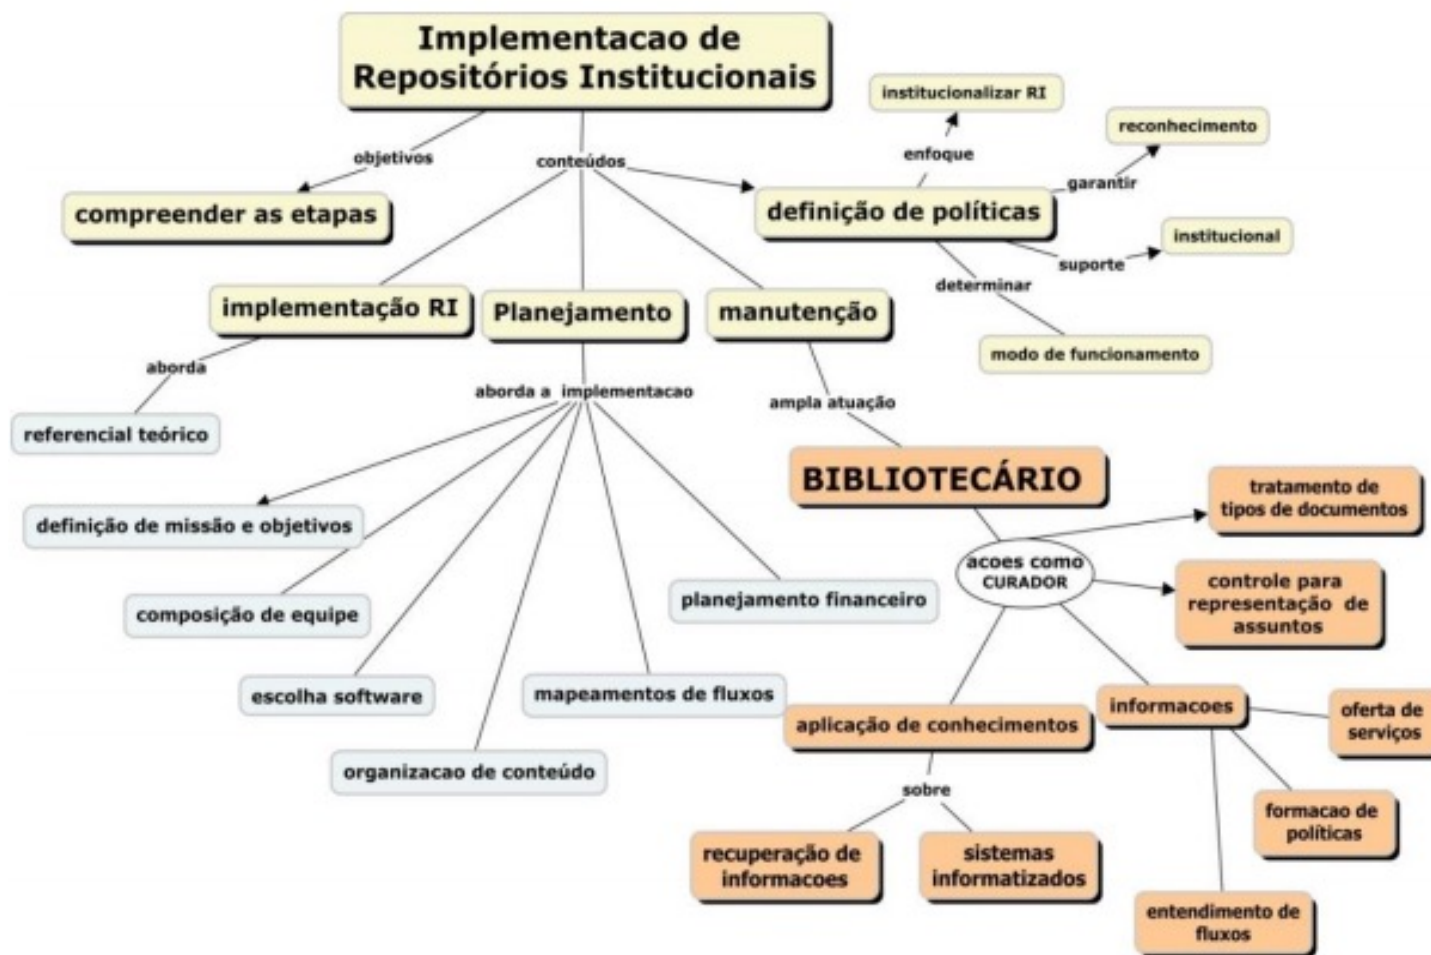 Implementacao de
Repositórios Institucionais
institucionalizar RI
reconhecimento
objetivos
conteúdos
enfoque
garantir
compreender as etapas
definição de políticas
institucional
suporte
determinar
implementação RI
Planejamento
manutenção
modo de funcionamento
aborda
aborda a implementacao
ampla atuação
referencial teórico
BIBLIOTECÁRIO
tratamento de
tipos de documentos
definição de missão e objetivos
acoes como
CURADOR
controle para
representação de
assuntos
composição de equipe
planejamento financeiro
escolha software
mapeamentos de fluxos
aplicação de conhecimentos
informacoes
oferta de
serviços
organizacao de conteúdo
sobre
formacao de
políticas
recuperação de
informacoes
sistemas
informatizados
entendimento de
fluxos